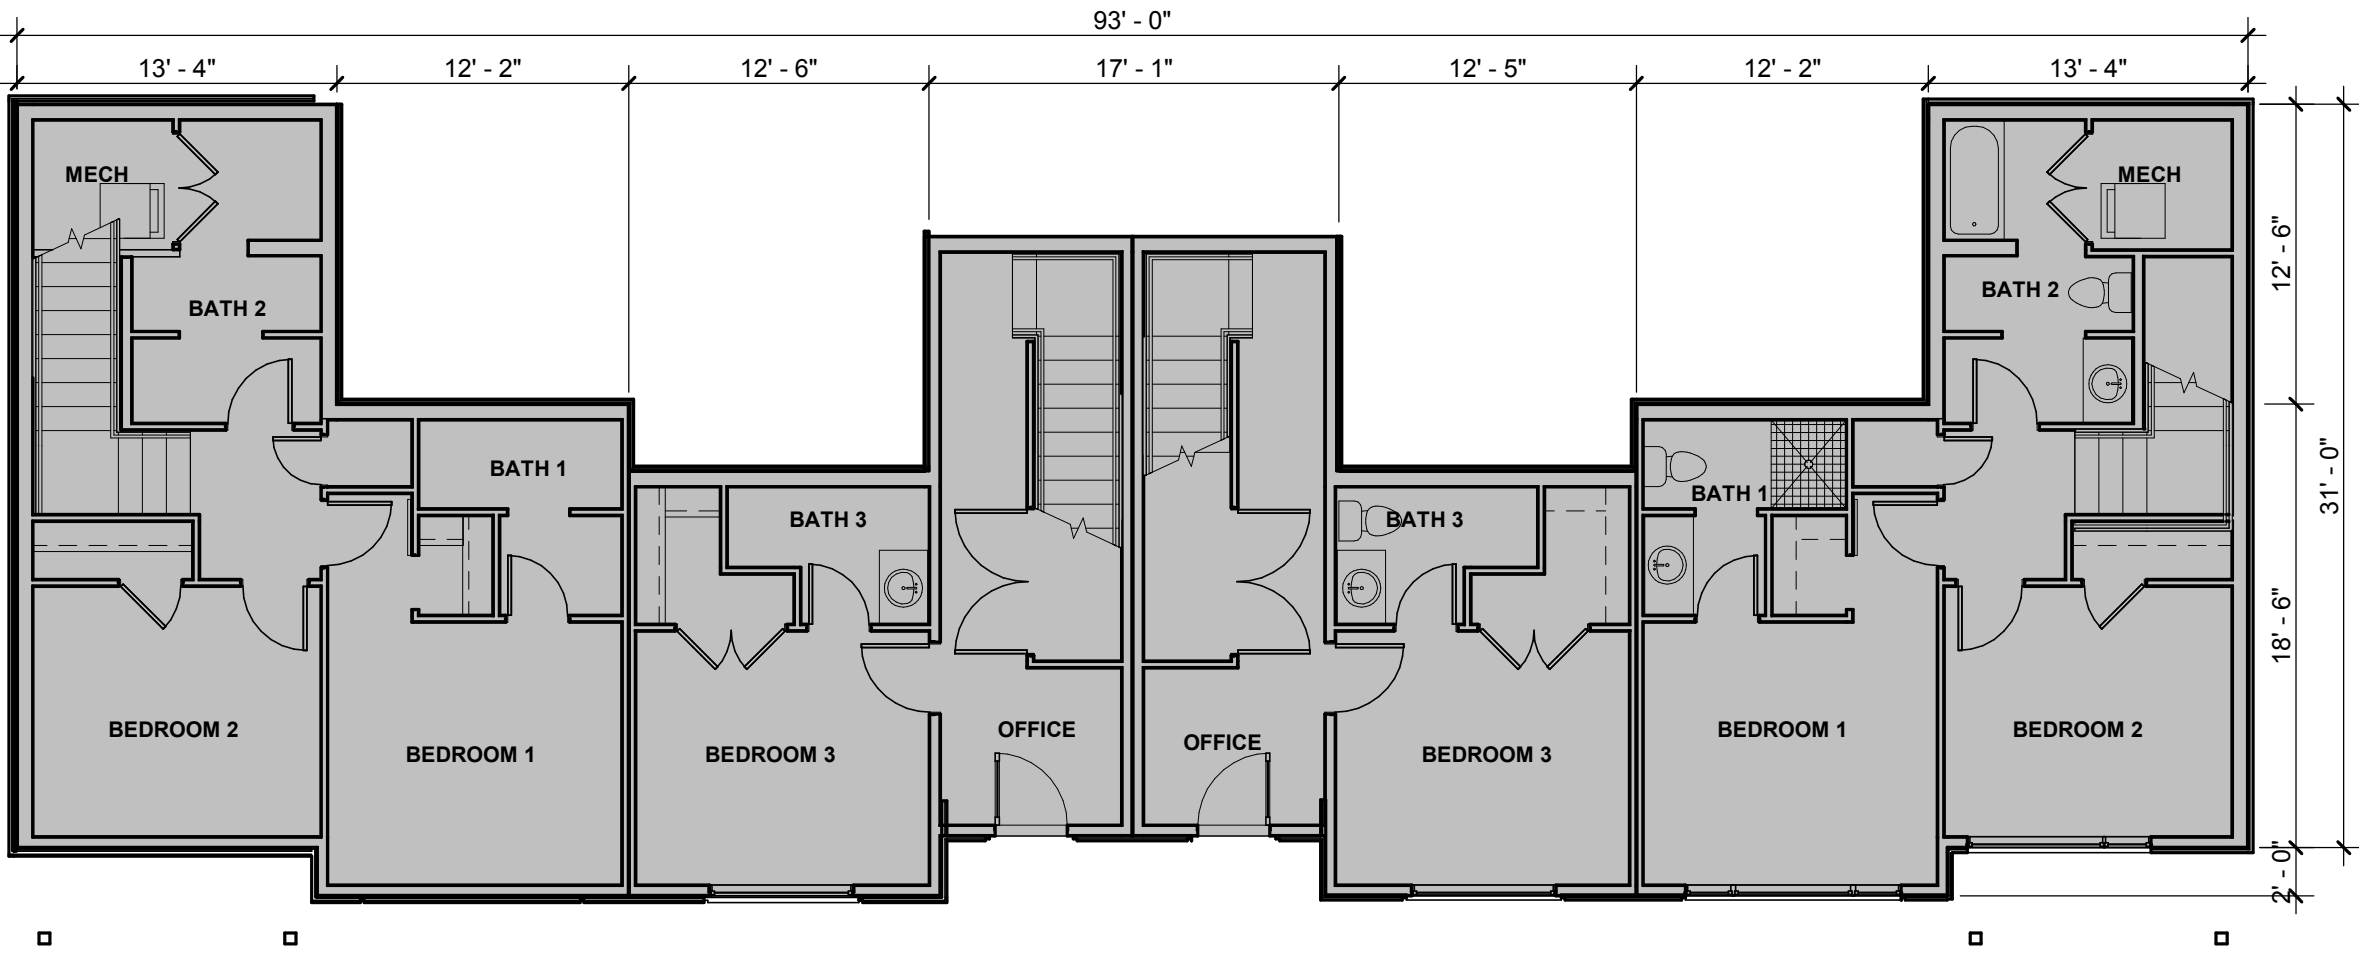 93' - 0"
13' - 4"
12' - 2"
12' - 6"
17' - 1"
12' - 5"
12' - 2"
13' - 4"
MECH
MECH
12' - 6"
BATH 2
BATH 2
BATH 1
BATH 1
31' - 0"
BATH 3
BATH 3
18' - 6"
BEDROOM 2
BEDROOM 1
BEDROOM 3
OFFICE
OFFICE
BEDROOM 3
BEDROOM 1
BEDROOM 2
2' - 0"